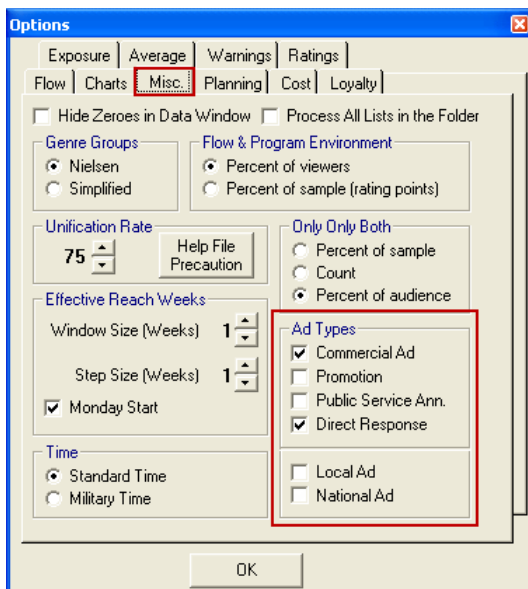 Options
Exposure Average Warnings Ratings
Flow Charts Misc. Planning Cost Loyalty
Hide Zeroes in Data Window Process All Lists in the Folder
Genre Groups
Nielsen
Simplified
Flow & Program Environment
Percent of viewers
Percent of sample (rating points)
Unification Rate
75
Help File
Precaution
Only Only Both
Percent of sample
Count
Percent of audience
Effective Reach Weeks
Window Size (Weeks) 1
Step Size (Weeks) 1
Monday Start
Ad Types
Commercial Ad
Promotion
Public Service Ann.
Direct Response
Time
Standard Time
Military Time
Local Ad
National Ad
OK